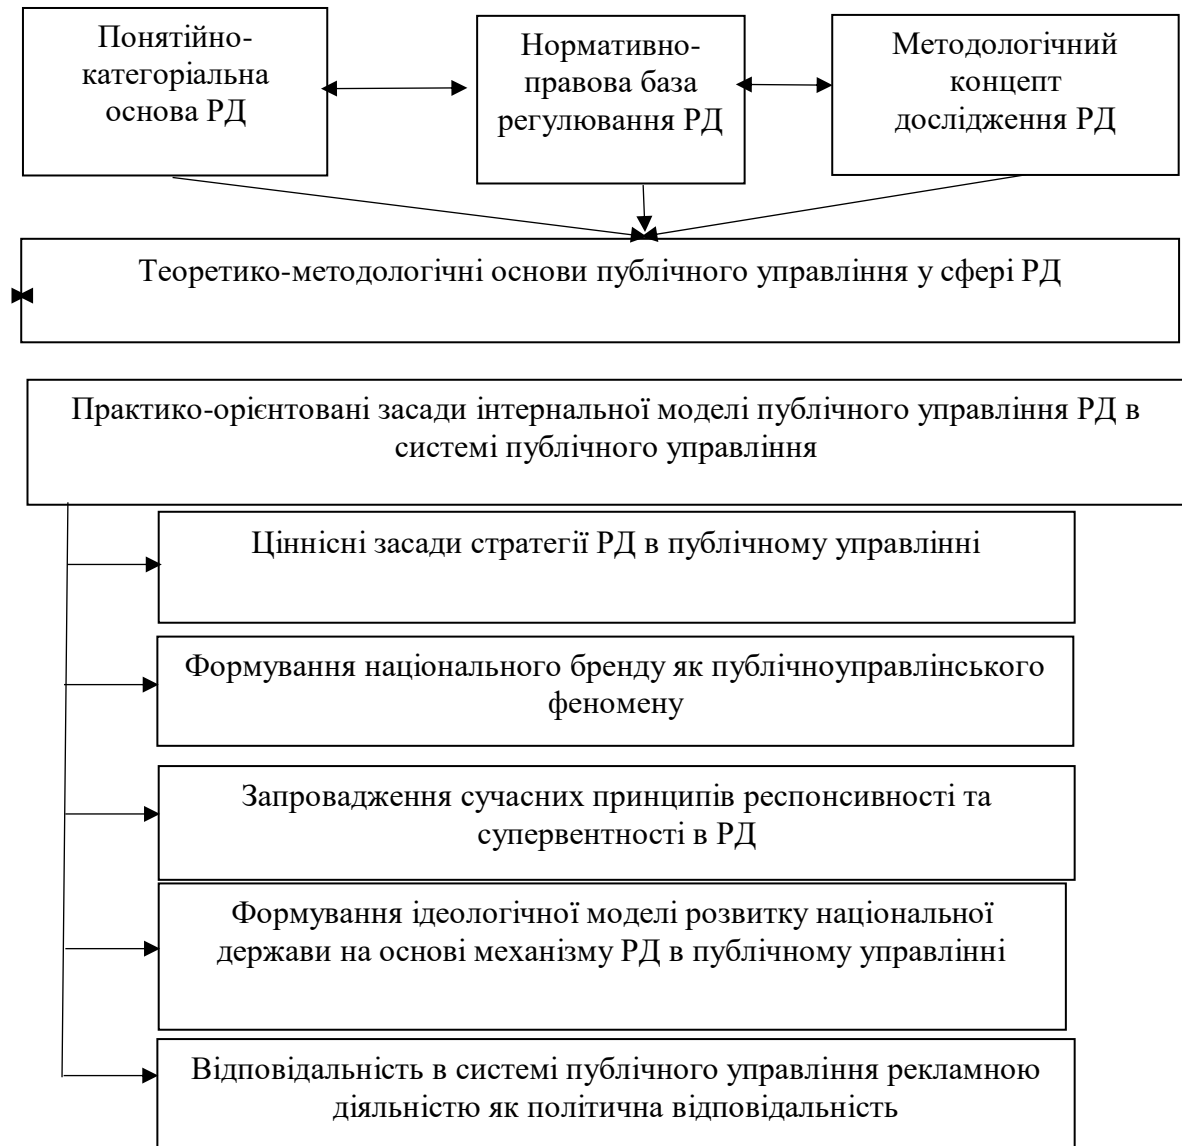 Понятійно-
категоріальна
основа РД
Нормативно-
правова база
регулювання РД
Методологічний
концепт
дослідження РД
Теоретико-методологічні основи публічного управління у сфері РД
Практико-орієнтовані засади інтернальної моделі публічного управління РД в
системі публічного управління
Ціннісні засади стратегії РД в публічному управлінні
Формування національного бренду як публічноуправлінського
феномену
Запровадження сучасних принципів респонсивності та
супервентності в РД
Формування ідеологічної моделі розвитку національної
держави на основі механізму РД в публічному управлінні
Відповідальність в системі публічного управління рекламною
діяльністю як політична відповідальність